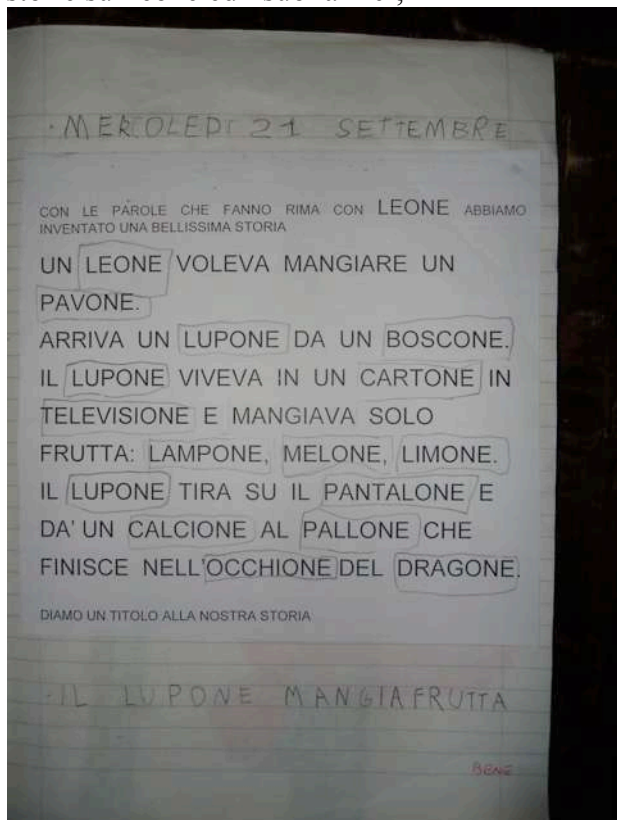 · MERCOLEDÌ 21 SETTEMBRE
CON LE PAROLE CHE FANNO RIMA CON LEONE ABBIAMO
INVENTATO UNA BELLISSIMA STORIA
UN LEONE VOLEVA MANGIARE UN
PAVONE.
ARRIVA UN LUPONE DA UN BOSCONE.
IL LUPONE VIVEVA IN UN CARTONE IN
TELEVISIONE E MANGIAVA SOLO
FRUTTA: LAMPONE, MELONE, LIMONE.
IL LUPONE TIRA SU IL PANTALONE E
DA' UN CALCIONE AL PALLONE CHE
FINISCE NELL'OCCHIONE DEL DRAGONE.
DIAMO UN TITOLO ALLA NOSTRA STORIA
· IL LUPONE MANGIAFRUTTA
BENE